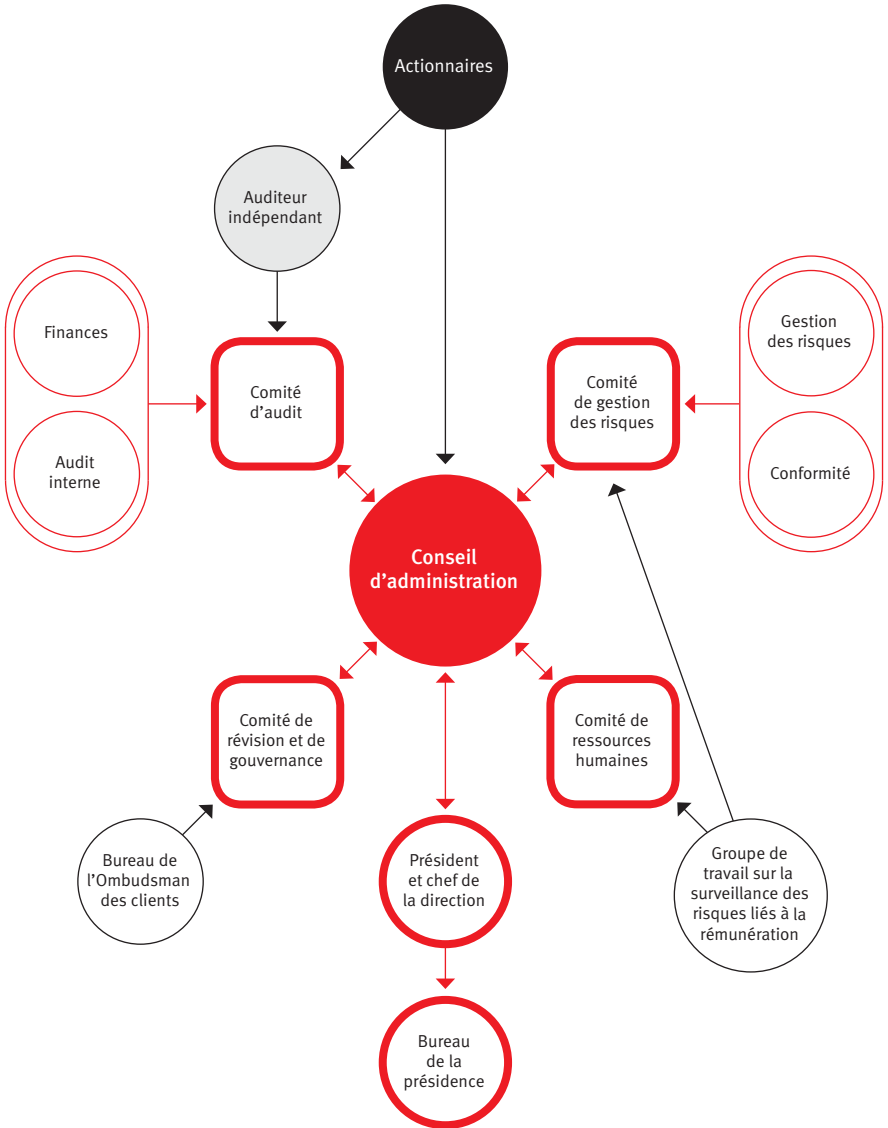 Actionnaires
Auditeur
indépendant
Finances
Audit
interne
Comité
d'audit
Comité
de gestion
des risques
Gestion
des risques
Conformité
Conseil
d'administration
Comité de
révision et de
gouvernance
Comité de
ressources
humaines
Bureau de
l'Ombudsman
des clients
Président
et chef de
la direction
Groupe de
travail sur la
surveillance des
risques liés à la
rémunération
Bureau
de la
présidence